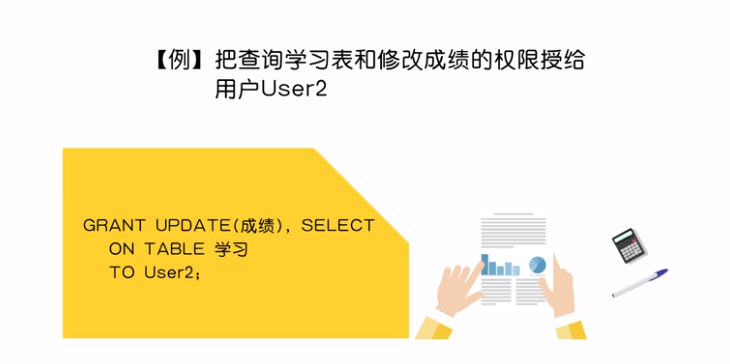 【例】把查询学习表和修改成绩的权限授给
用户User2
GRANT UPDATE(成绩), SELECT
ON TABLE 学习
TO User2;